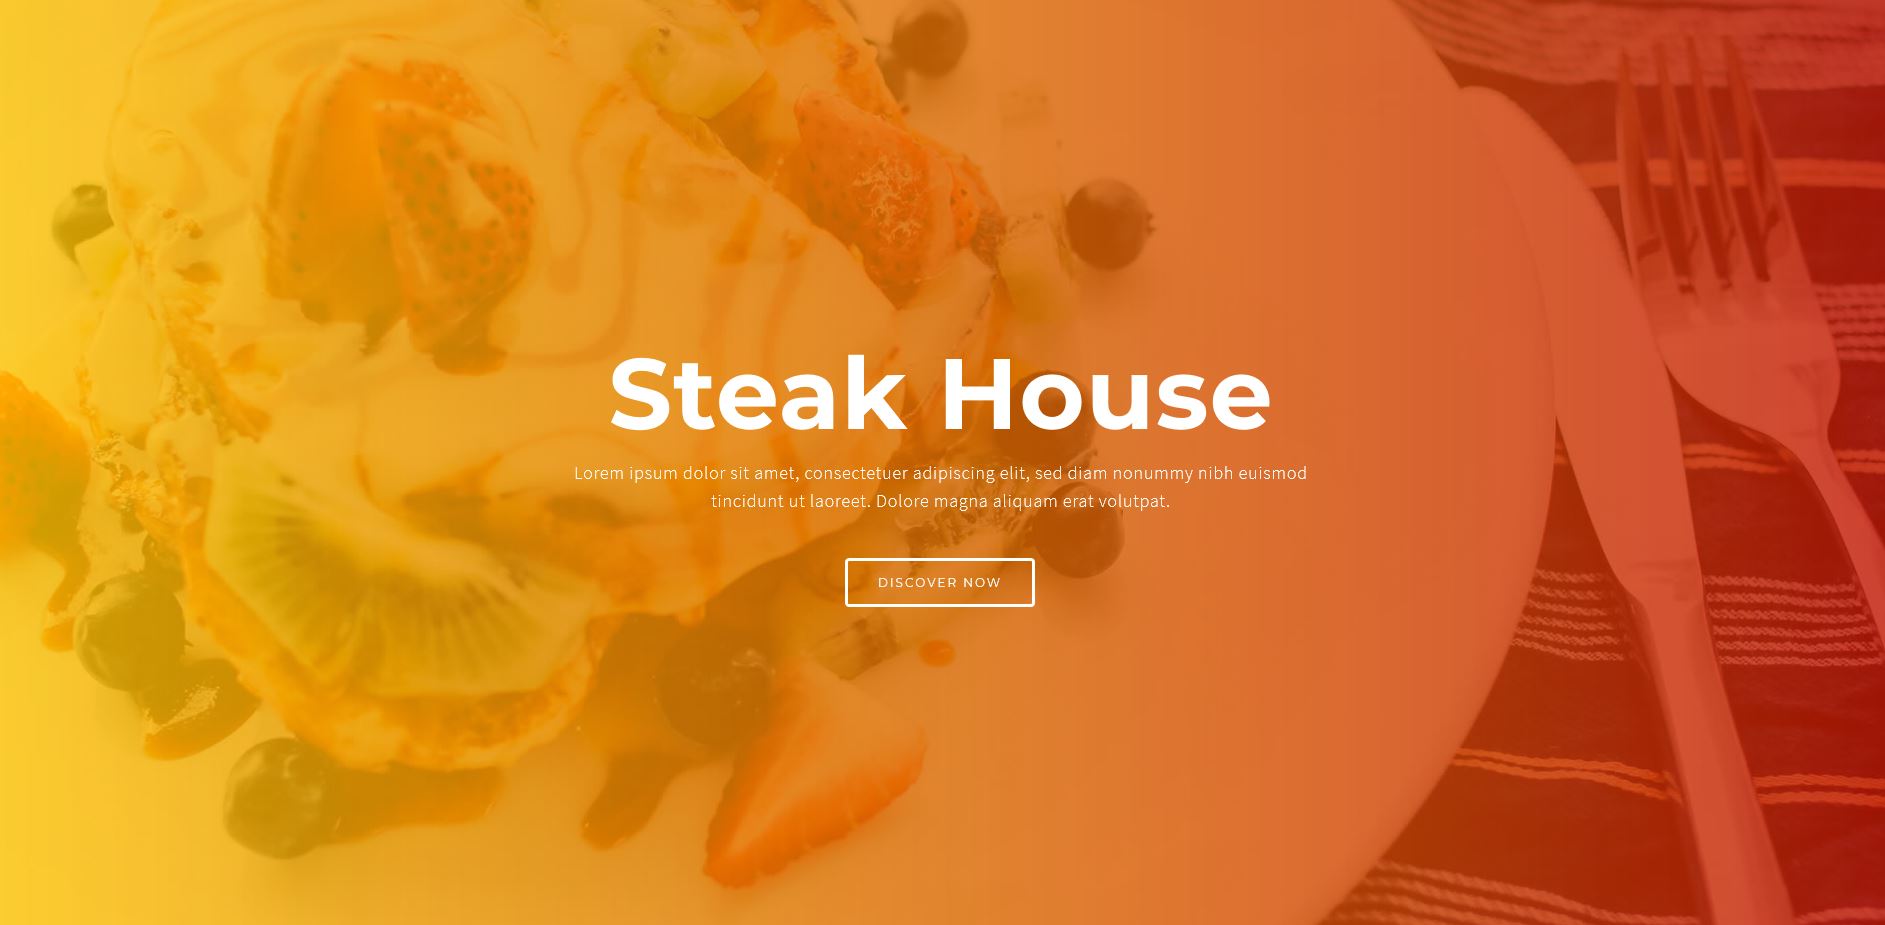 Steak House
Lorem ipsum dolor sit amet, consectetuer adipiscing elit, sed diam nonummy nibh euismod
tincidunt ut laoreet. Dolore magna aliquam erat volutpat.
DISCOVER NOW